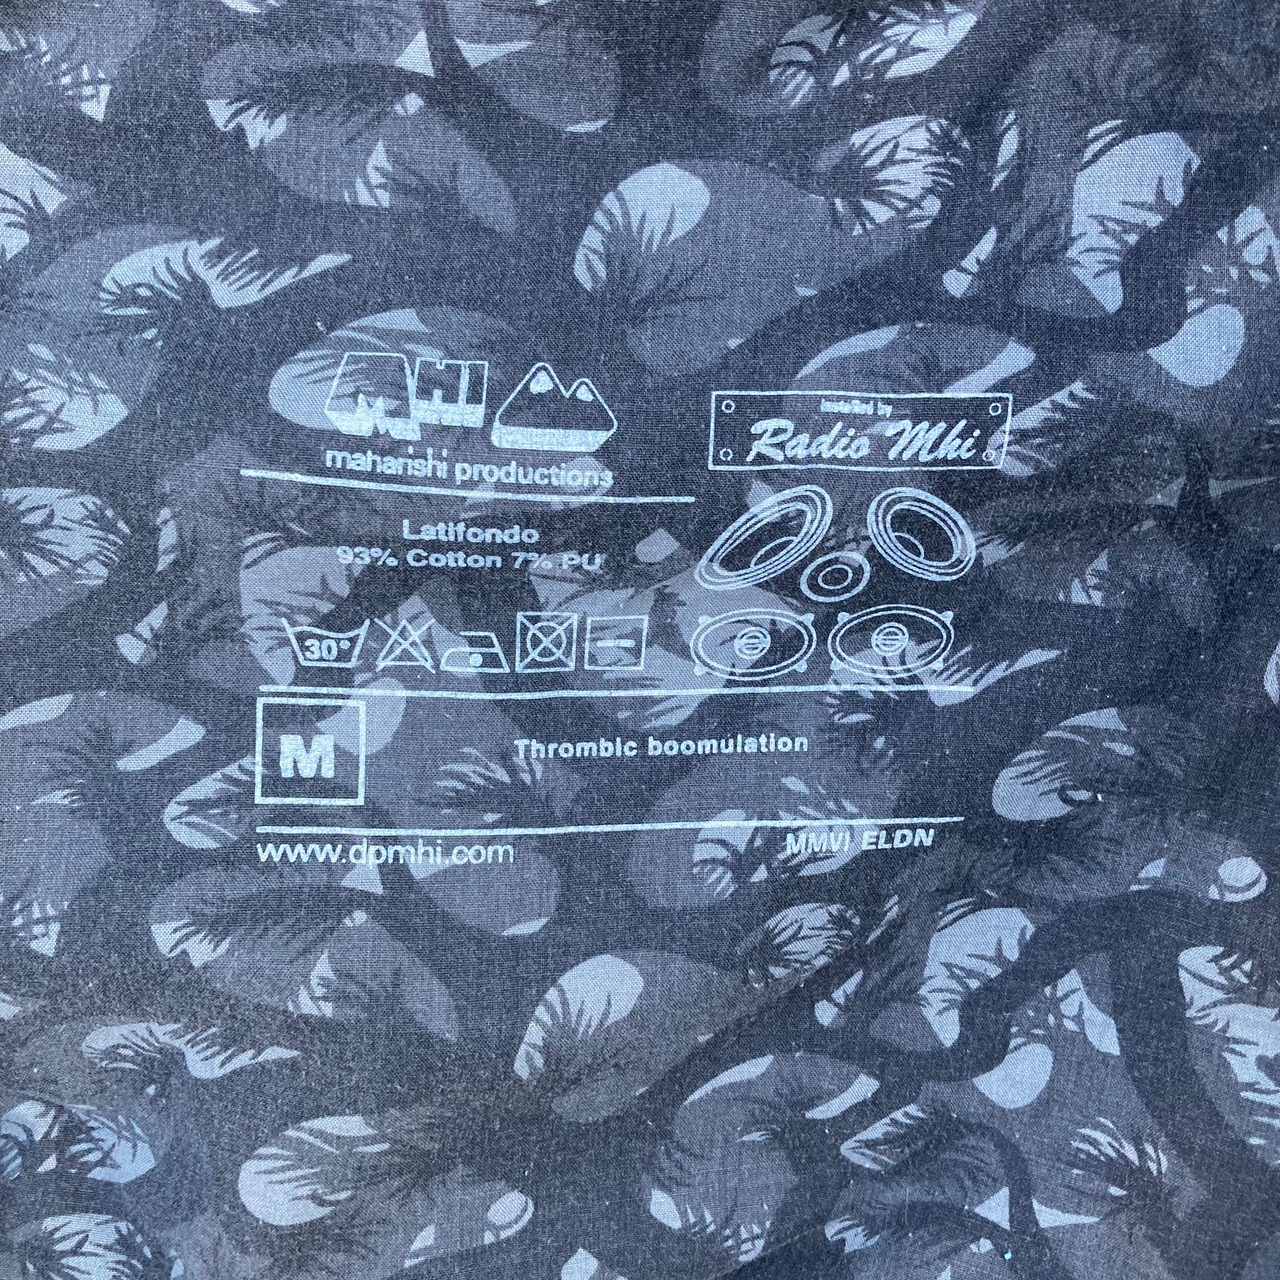 MHI
maharishi productions
Installed by
Radio Mhi
Latifondo
93% Cotton 7% PU
30°
M
Thrombic boomulation
www.dpmhi.com
MMVI ELDN